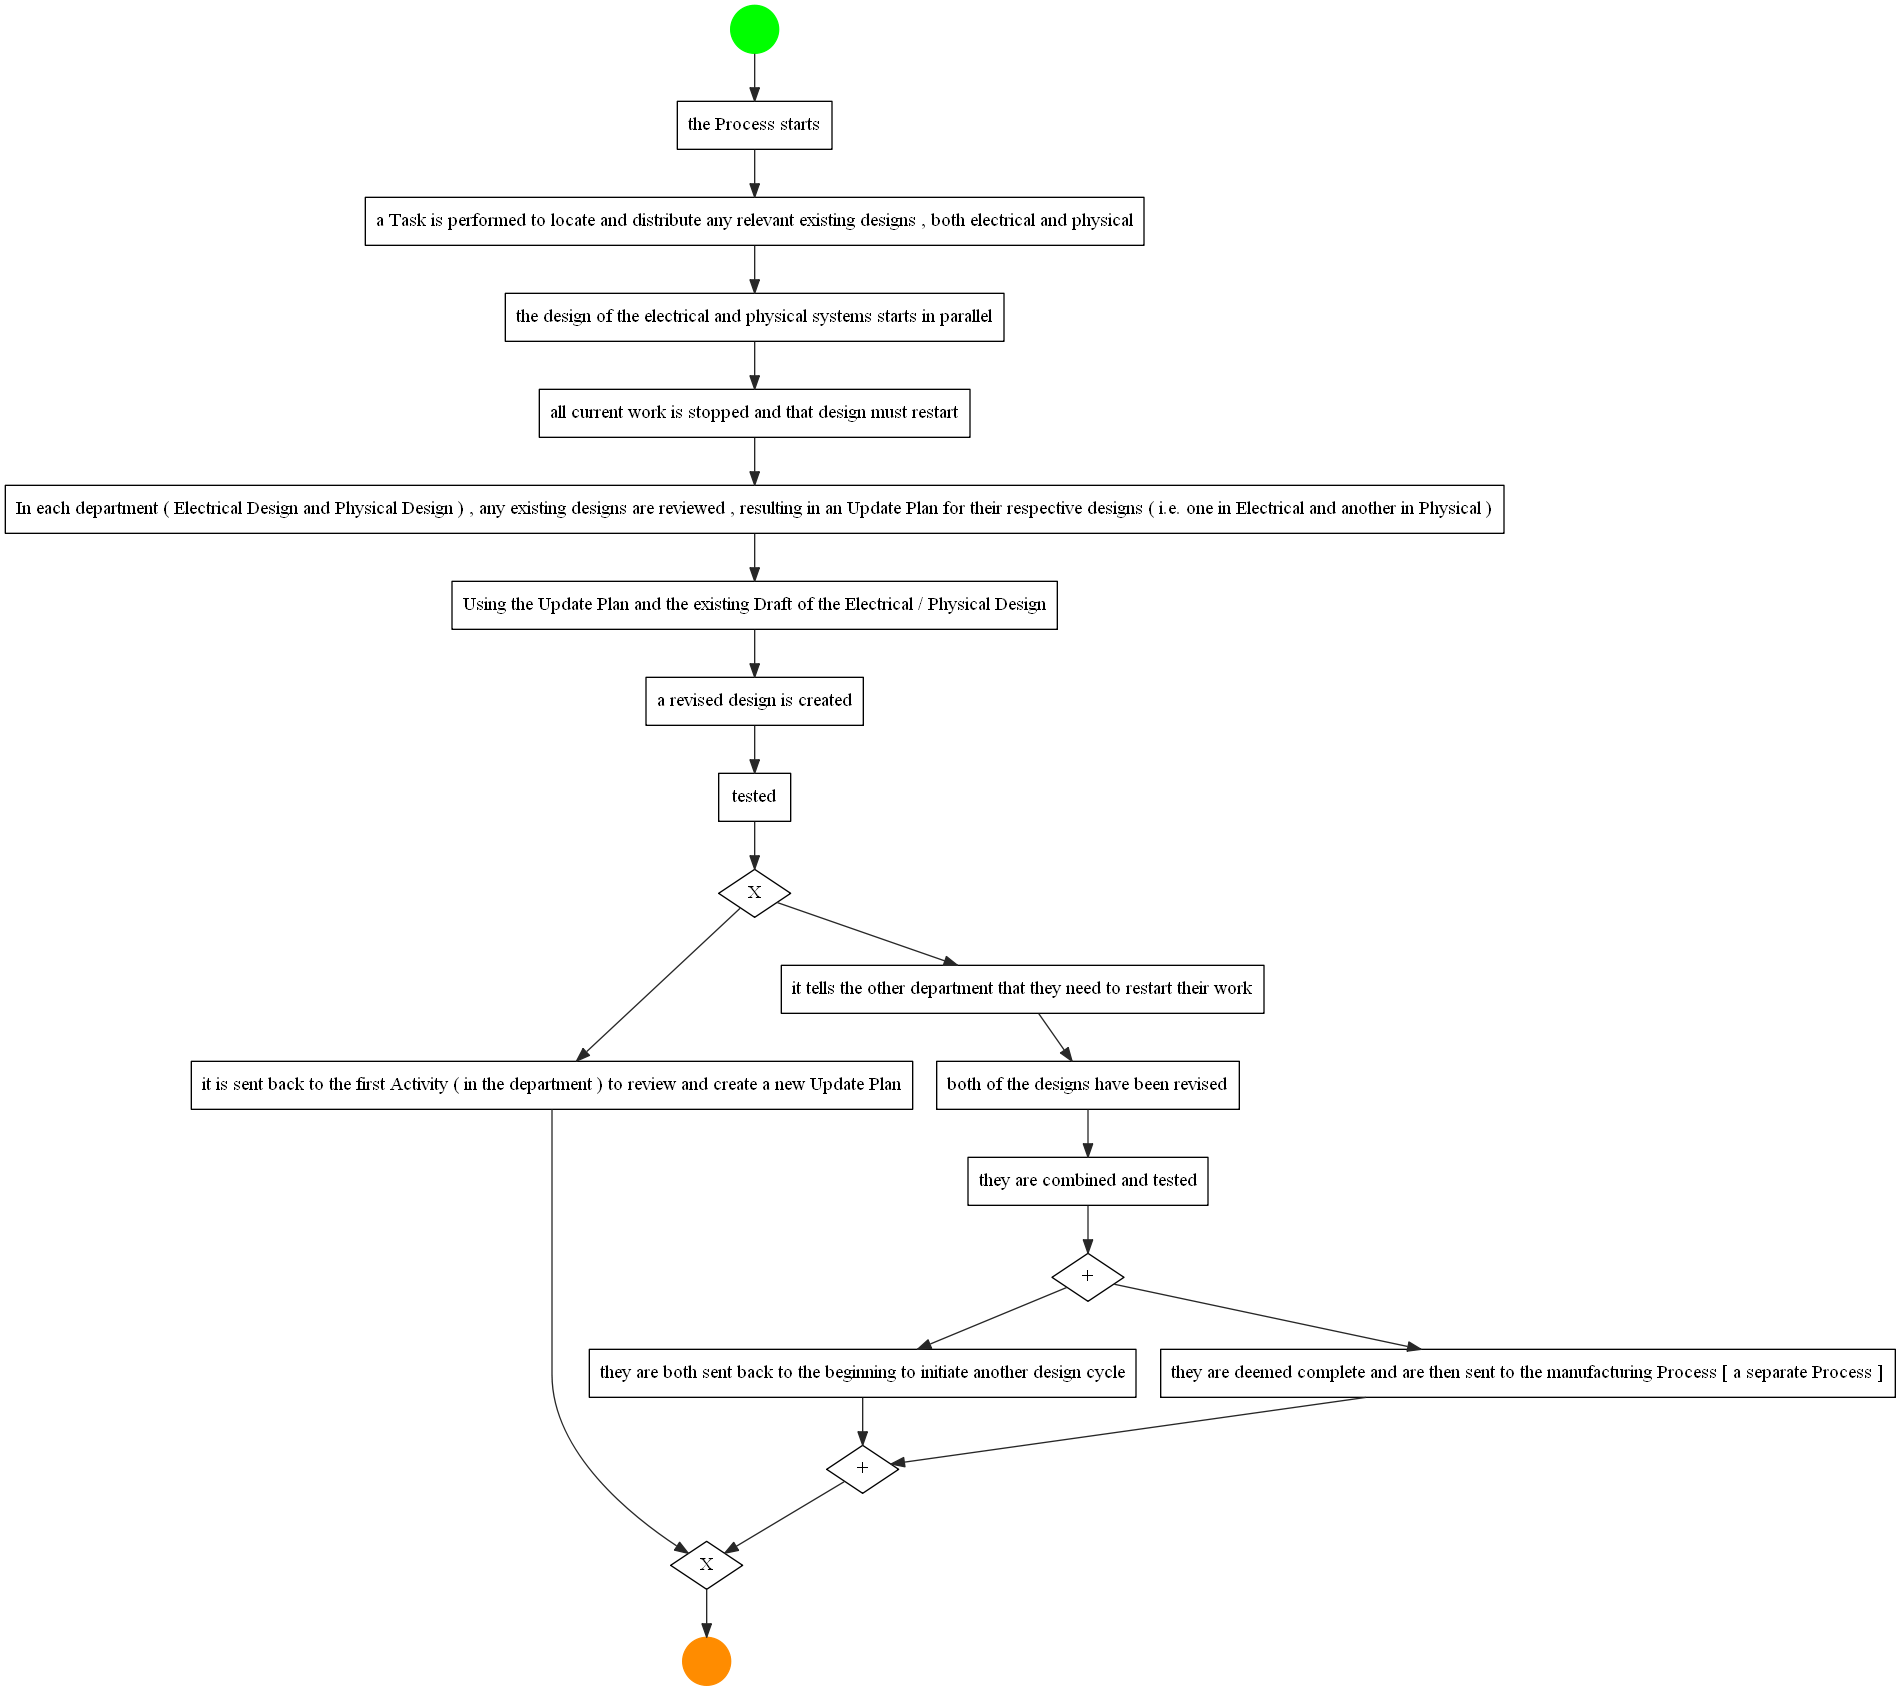 the Process starts
a Task is performed to locate and distribute any relevant existing designs , both electrical and physical
the design of the electrical and physical systems starts in parallel
all current work is stopped and that design must restart
In each department ( Electrical Design and Physical Design ) , any existing designs are reviewed , resulting in an Update Plan for their respective designs ( i.e. one in Electrical and another in Physical )
Using the Update Plan and the existing Draft of the Electrical / Physical Design
a revised design is created
tested
X
it tells the other department that they need to restart their work
it is sent back to the first Activity ( in the department ) to review and create a new Update Plan
both of the designs have been revised
they are combined and tested
+
they are both sent back to the beginning to initiate another design cycle
they are deemed complete and are then sent to the manufacturing Process [ a separate Process ]
+
X